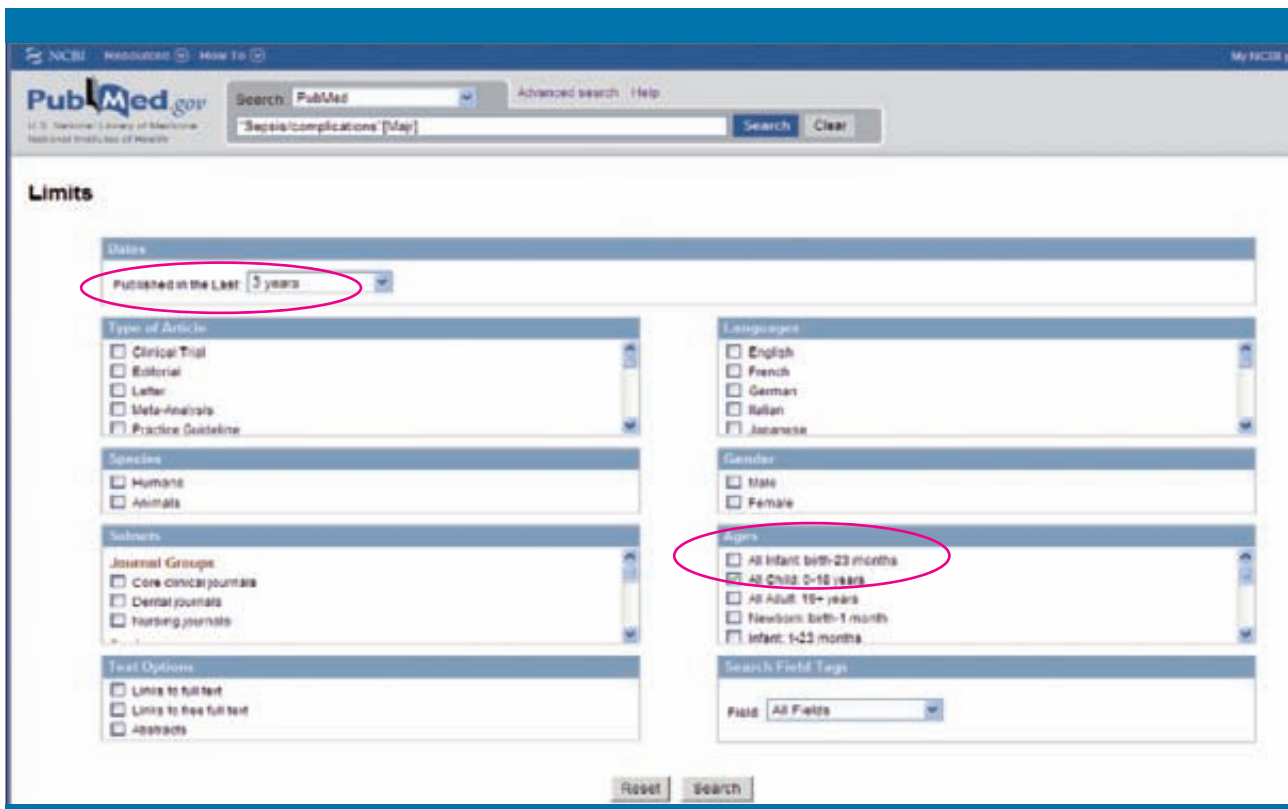 NCBI Resources How To My NCBI
PubMed.gov
U.S. National Library of Medicine
National Institutes of Health
Search: PubMed
Advanced search Help
"Sepsis/complications"[Majr]
Search Clear
Limits
Dates
Published in the Last: 3 years
Type of Article
Clinical Trial
Editorial
Letter
Meta-Analysis
Practice Guideline
Languages
English
French
German
Italian
Japanese
Species
Humans
Animals
Gender
Male
Female
Subsets
Journal Groups
Core clinical journals
Dental journals
Nursing journals
Ages
All Infant: birth-23 months
All Child: 0-18 years
All Adult: 19+ years
Newborn: birth-1 month
Infant: 1-23 months
Text Options
Links to full text
Links to free full text
Abstracts
Search Field Tags
Field: All Fields
Reset Search